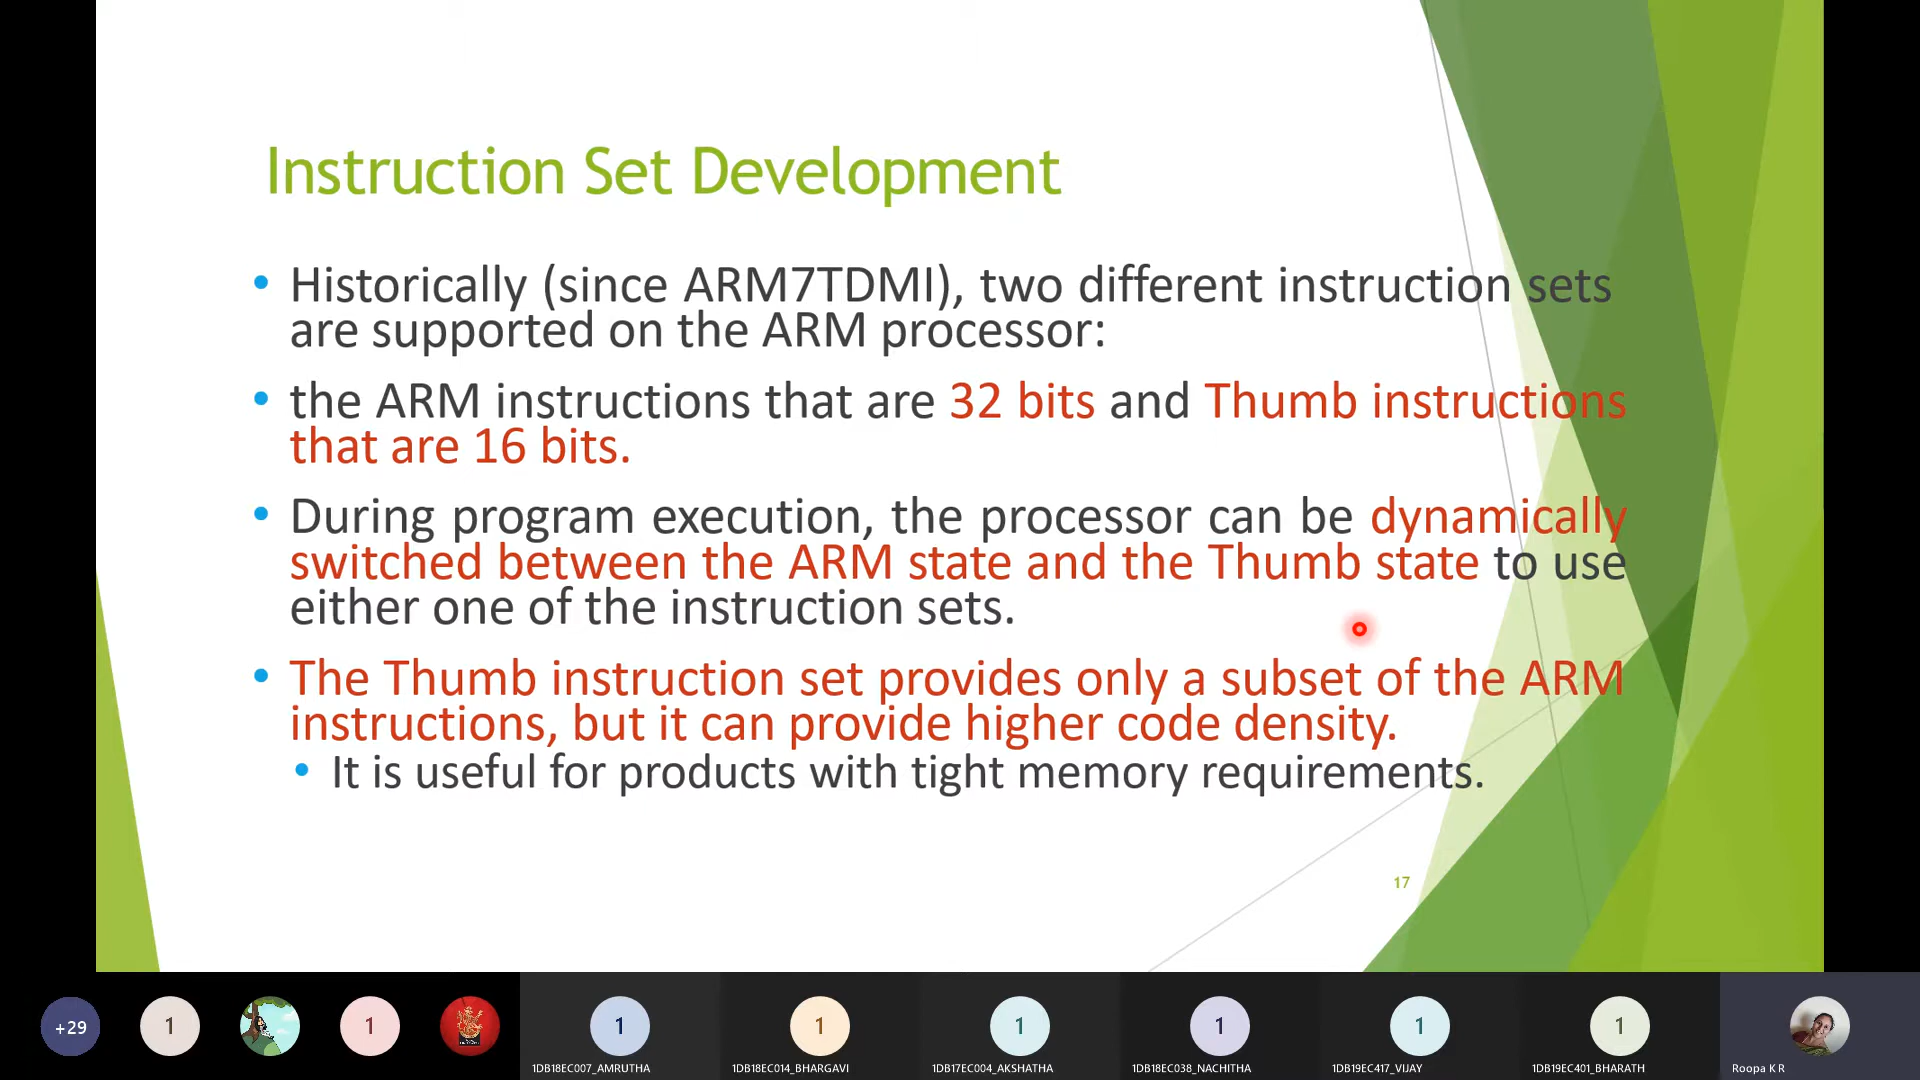 Instruction Set Development
• Historically (since ARM7TDMI), two different instruction sets
are supported on the ARM processor:
• the ARM instructions that are 32 bits and Thumb instructions
that are 16 bits.
• During program execution, the processor can be dynamically
switched between the ARM state and the Thumb state to use
either one of the instruction sets.
• The Thumb instruction set provides only a subset of the ARM
instructions, but it can provide higher code density.
• It is useful for products with tight memory requirements.
17
+29
1
1
1
1
1
1
1
1
1DB18EC007_AMRUTHA
1DB18EC014_BHARGAVI
1DB17EC004_AKSHATHA
1DB18EC038_NACHITHA
1DB19EC417_VIJAY
1DB19EC401_BHARATH
Roopa K R